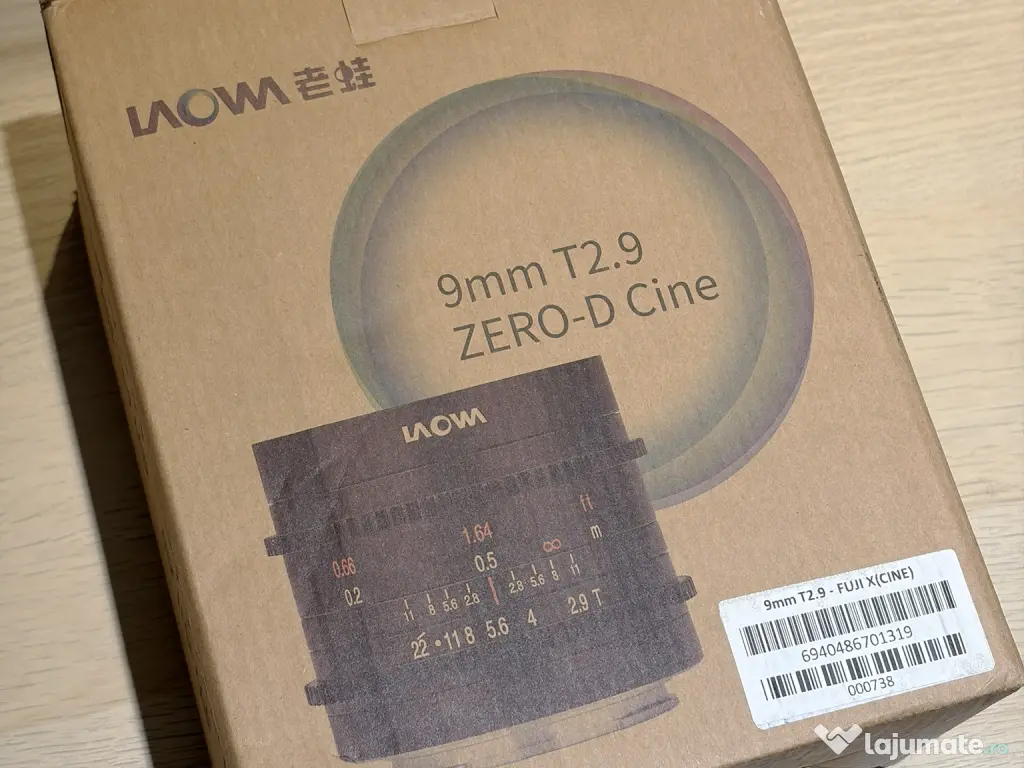 LAOWA 老蛙
9mm T2.9
ZERO-D Cine
LAOWA
ft
0.66 1.64
m
0.2 0.5 ∞
11 8 5.6 2.8 2.8 5.6 8 11
22 • 11 8 5.6 4 2.9 T
9mm T2.9 - FUJI X(CINE)
6940486701319
000738
lajumate.ro